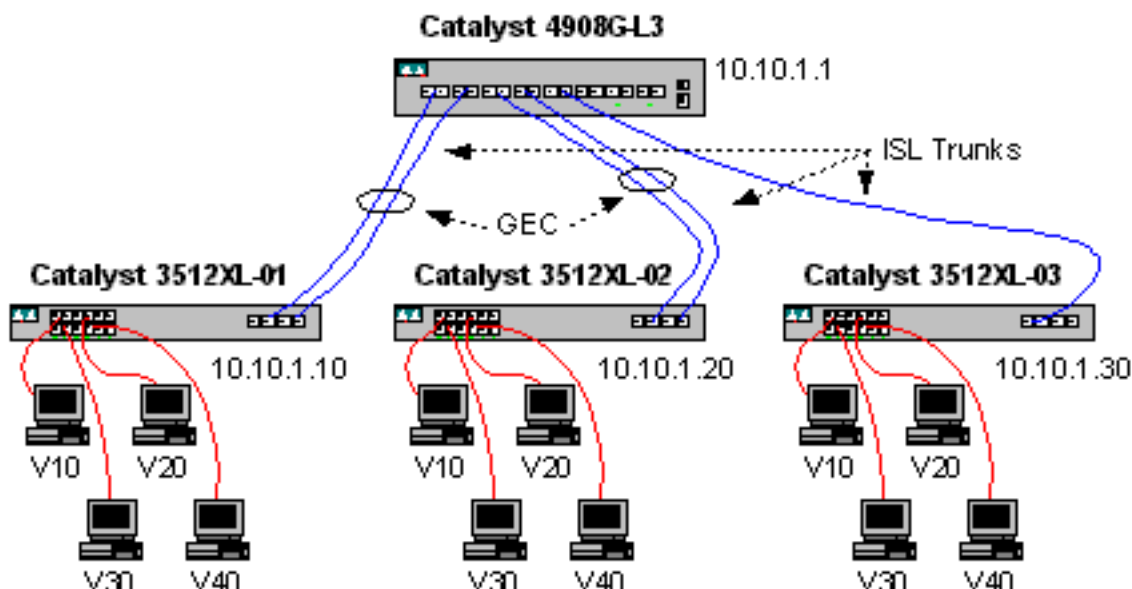 Catalyst 4908G-L3
10.10.1.1
ISL Trunks
GEC
Catalyst 3512XL-01
Catalyst 3512XL-02
Catalyst 3512XL-03
10.10.1.10
10.10.1.20
10.10.1.30
V10
V20
V10
V20
V10
V20
V30
V40
V30
V40
V30
V40